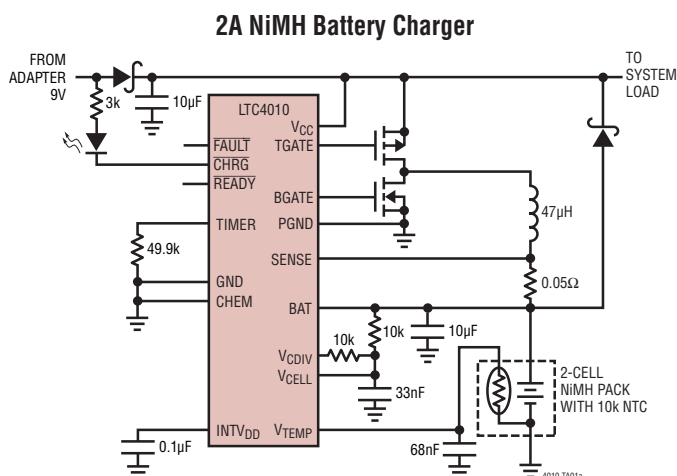 2A NiMH Battery Charger
FROM
ADAPTER
9V
TO
SYSTEM
LOAD
3k
10µF
LTC4010
VCC
FAULT
TGATE
CHRG
READY
BGATE
47µH
TIMER
PGND
49.9k
SENSE
0.05Ω
GND
CHEM
BAT
10k
10k
10µF
VCDIV
VCELL
33nF
2-CELL
NiMH PACK
WITH 10k NTC
INTVDD
VTEMP
0.1µF
68nF
4010 TA01a